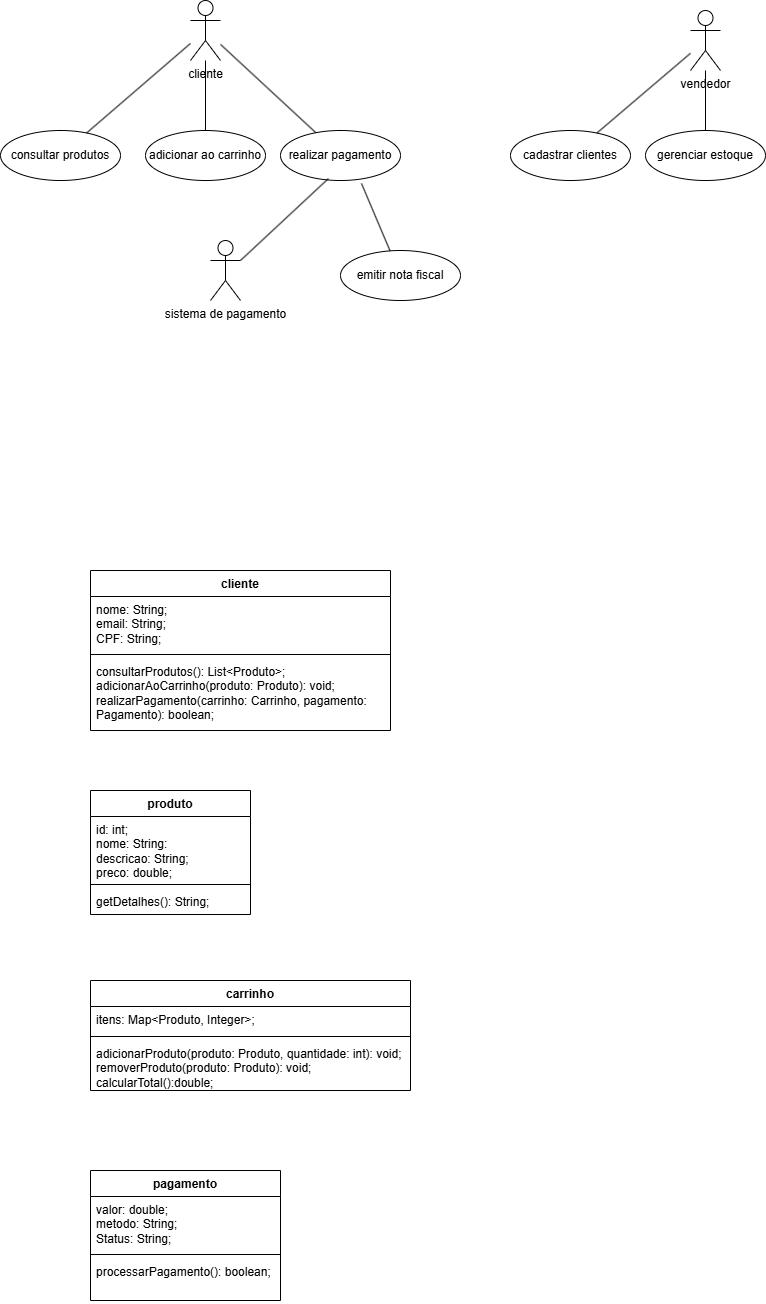 cliente
vendedor
consultar produtos
adicionar ao carrinho
realizar pagamento
cadastrar clientes
gerenciar estoque
emitir nota fiscal
sistema de pagamento
cliente
nome: String;
email: String;
CPF: String;
consultarProdutos(): List<Produto>;
adicionarAoCarrinho(produto: Produto): void;
realizarPagamento(carrinho: Carrinho, pagamento:
Pagamento): boolean;
produto
id: int;
nome: String:
descricao: String;
preco: double;
getDetalhes(): String;
carrinho
itens: Map<Produto, Integer>;
adicionarProduto(produto: Produto, quantidade: int): void;
removerProduto(produto: Produto): void;
calcularTotal():double;
pagamento
valor: double;
metodo: String;
Status: String;
processarPagamento(): boolean;